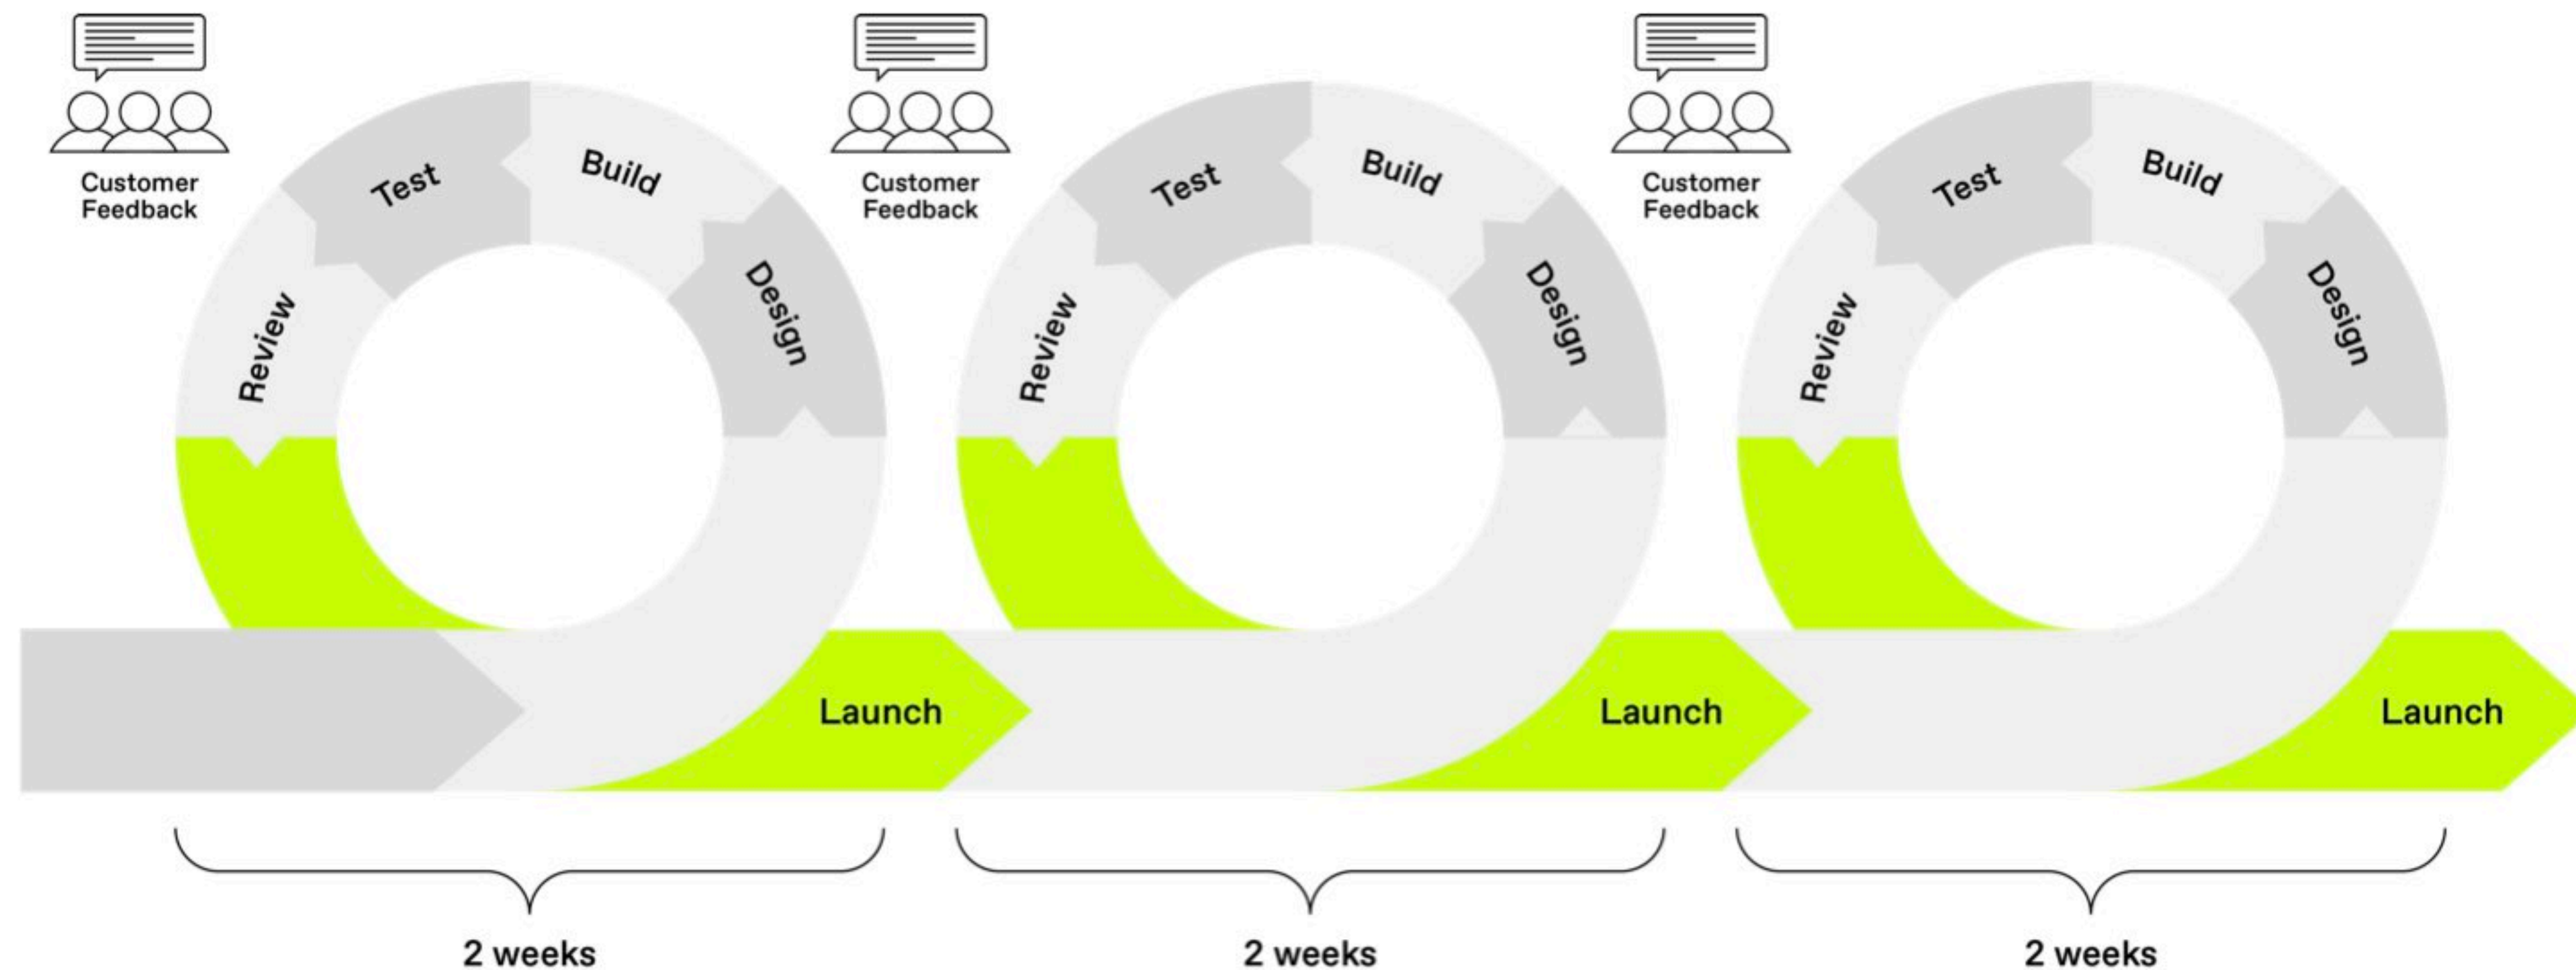 Customer
Feedback
Test
Build
Design
Review
Launch
2 weeks
Customer
Feedback
Test
Build
Design
Review
Launch
2 weeks
Customer
Feedback
Test
Build
Design
Review
Launch
2 weeks